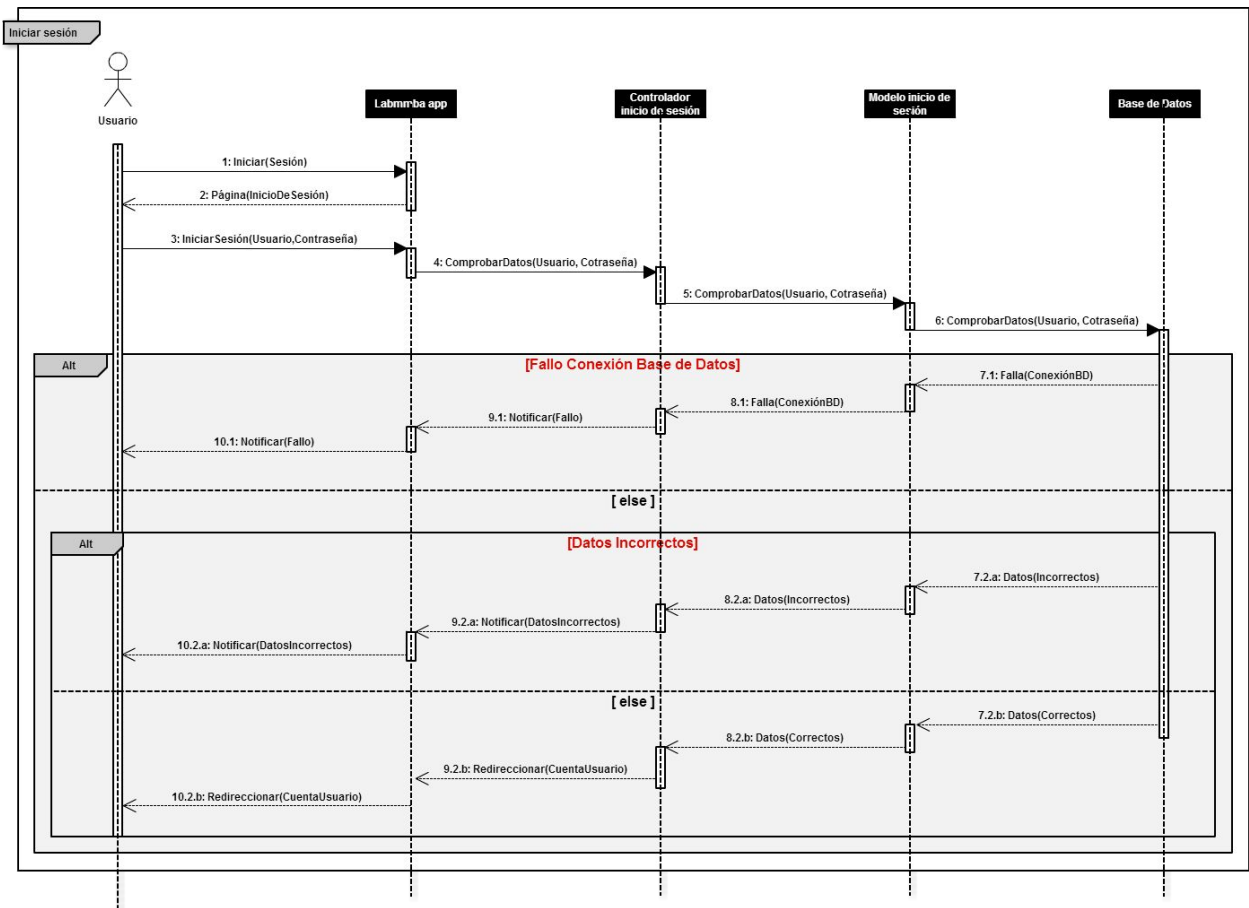 Iniciar sesión
Usuario
Labmmba app
Controlador
inicio de sesión
Modelo inicio de
sesión
Base de Datos
1: Iniciar(Sesión)
2: Página(InicioDeSesión)
3: IniciarSesión(Usuario,Contraseña)
4: ComprobarDatos(Usuario, Cotraseña)
5: ComprobarDatos(Usuario, Cotraseña)
6: ComprobarDatos(Usuario, Cotraseña)
Alt
[Fallo Conexión Base de Datos]
7.1: Falla(ConexiónBD)
8.1: Falla(ConexiónBD)
9.1: Notificar(Fallo)
10.1: Notificar(Fallo)
[ else ]
Alt
[Datos Incorrectos]
7.2.a: Datos(Incorrectos)
8.2.a: Datos(Incorrectos)
9.2.a: Notificar(DatosIncorrectos)
10.2.a: Notificar(DatosIncorrectos)
[ else ]
7.2.b: Datos(Correctos)
8.2.b: Datos(Correctos)
9.2.b: Redireccionar(CuentaUsuario)
10.2.b: Redireccionar(CuentaUsuario)